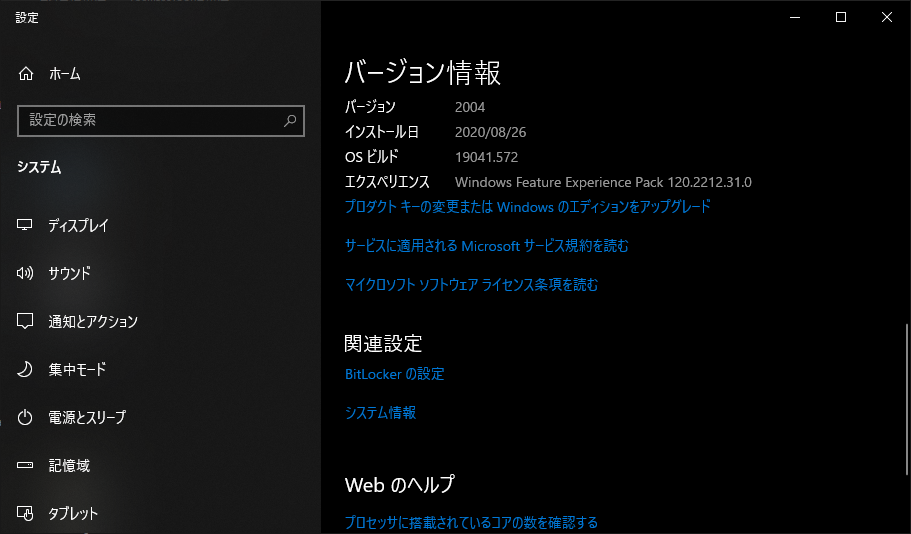 設定
ホーム
設定の検索
システム
ディスプレイ
サウンド
通知とアクション
集中モード
電源とスリープ
記憶域
タブレット
バージョン情報
バージョン 2004
インストール日 2020/08/26
OS ビルド 19041.572
エクスペリエンス Windows Feature Experience Pack 120.2212.31.0
プロダクト キーの変更または Windows のエディションをアップグレード
サービスに適用される Microsoft サービス規約を読む
マイクロソフト ソフトウェア ライセンス条項を読む
関連設定
BitLocker の設定
システム情報
Web のヘルプ
プロセッサに搭載されているコアの数を確認する